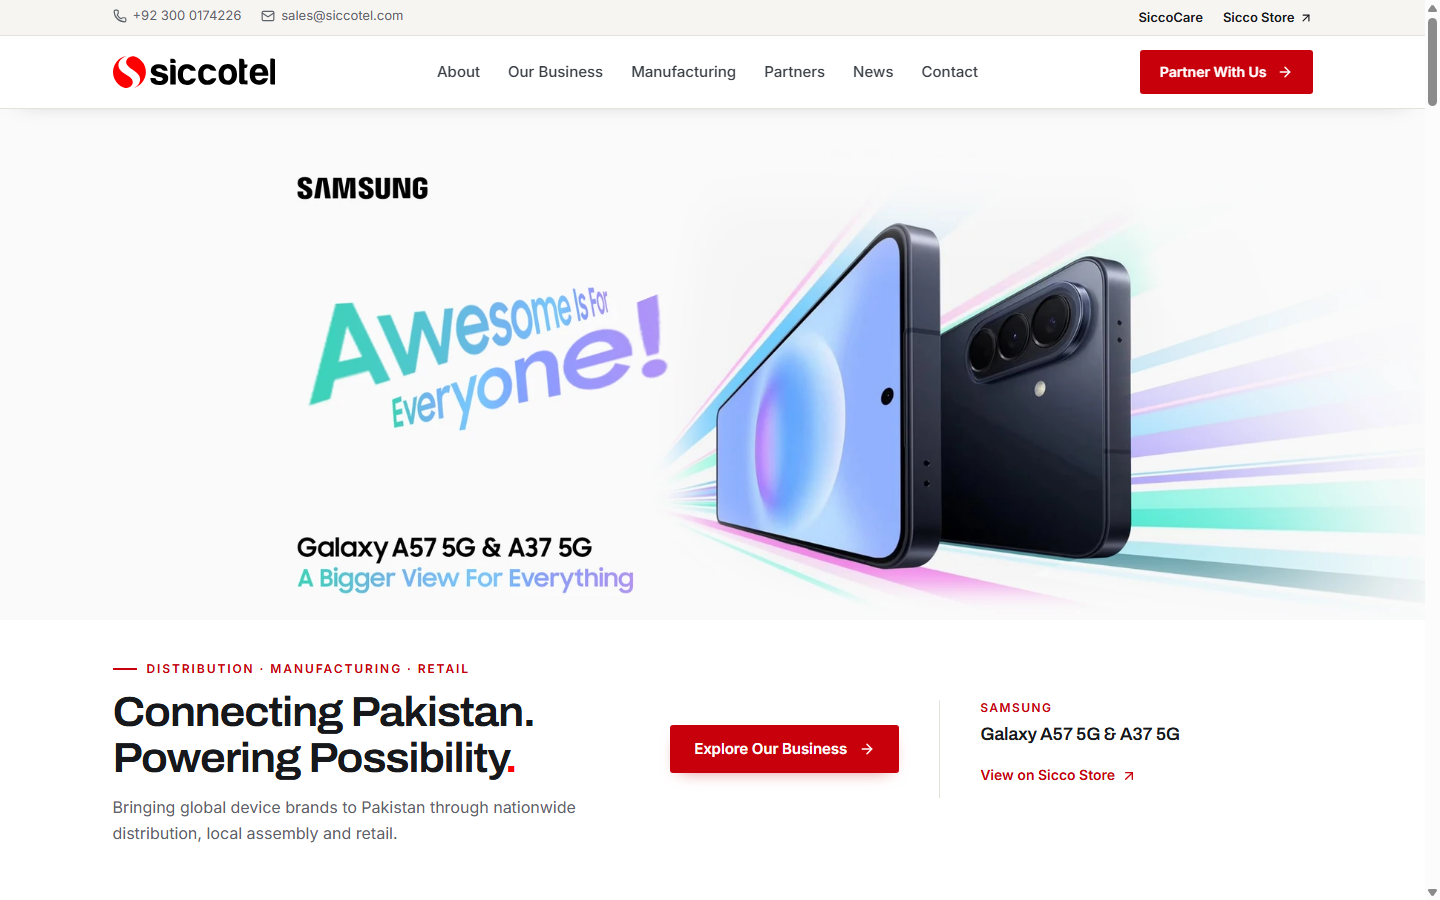 +92 300 0174226
sales@siccotel.com
SiccoCare
Sicco Store
siccotel
About
Our Business
Manufacturing
Partners
News
Contact
Partner With Us
SAMSUNG
Awesome Is For
Everyone!
Galaxy A57 5G & A37 5G
A Bigger View For Everything
DISTRIBUTION · MANUFACTURING · RETAIL
Connecting Pakistan.
Powering Possibility.
Bringing global device brands to Pakistan through nationwide
distribution, local assembly and retail.
Explore Our Business
SAMSUNG
Galaxy A57 5G & A37 5G
View on Sicco Store